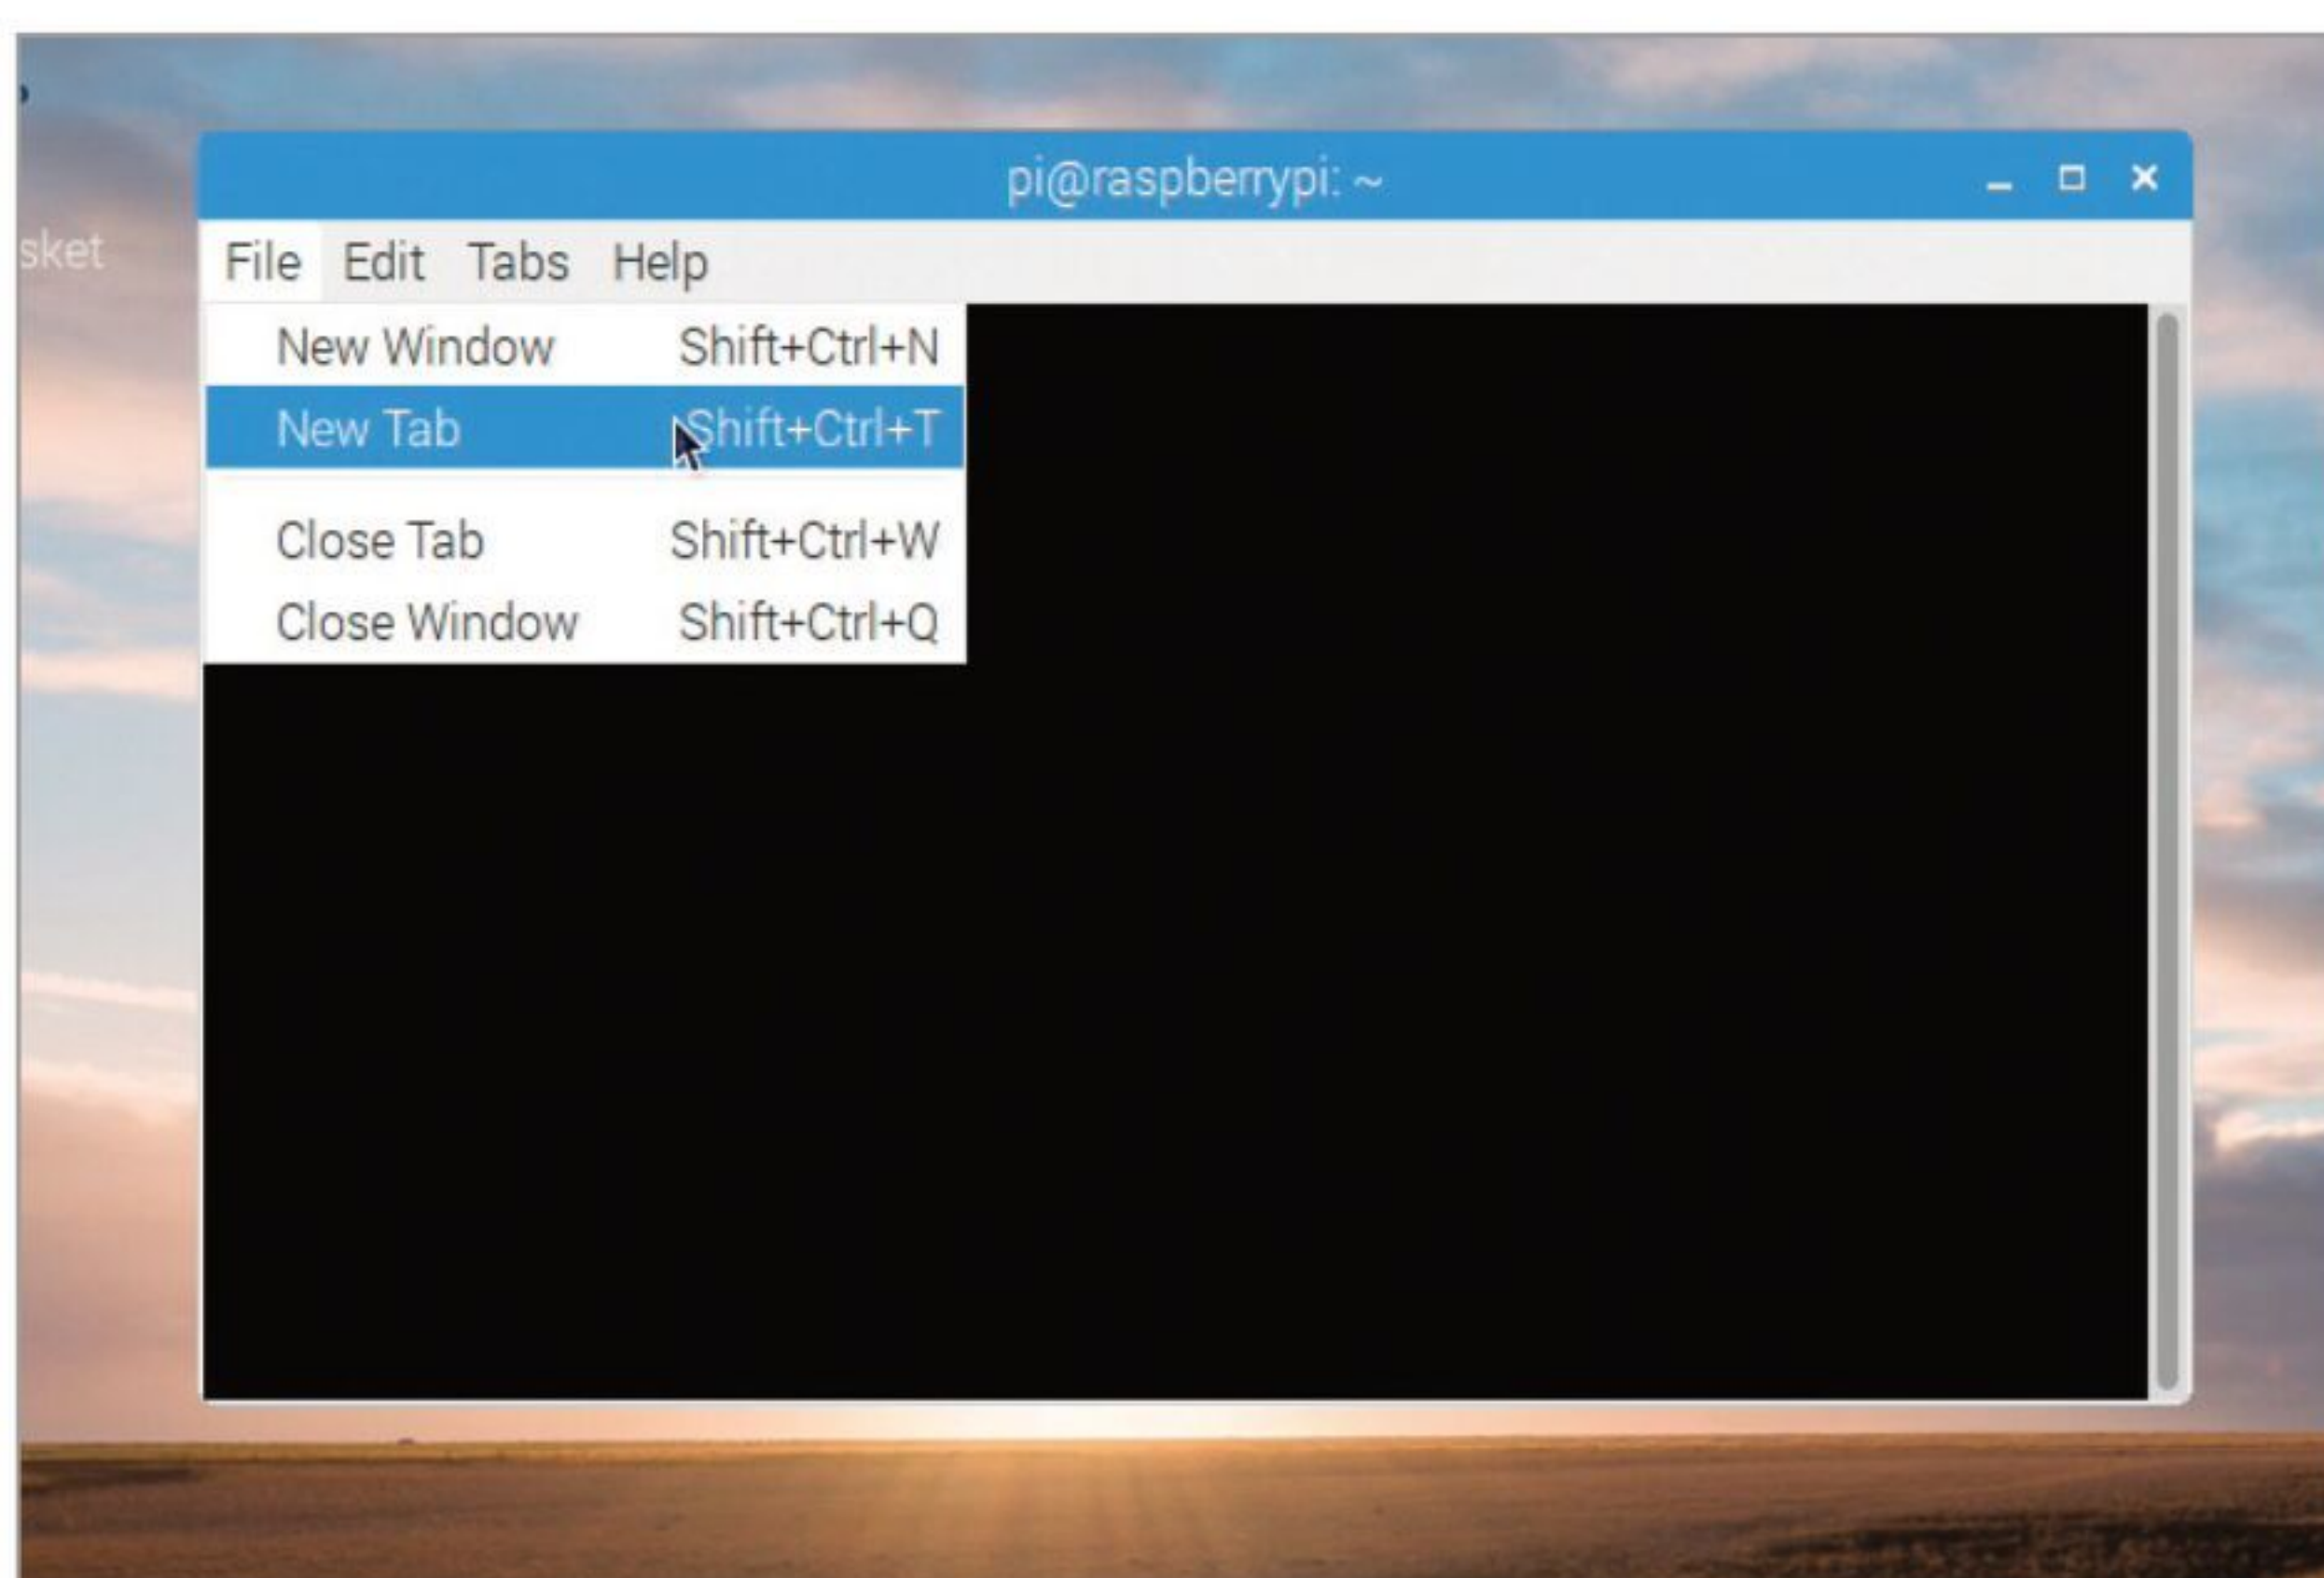 pi@raspberrypi: ~
sket
File Edit Tabs Help
New Window Shift+Ctrl+N
New Tab Shift+Ctrl+T
Close Tab Shift+Ctrl+W
Close Window Shift+Ctrl+Q